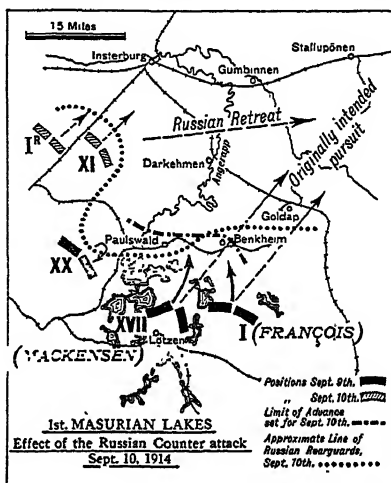 15 Miles
Insterburg
Stallupönen
Gumbinnen
Russian Retreat
Originally intended
pursuit
Iᴿ
XI
Darkehmen
Angerapp
Goldap
XX
Paulswald
Benkheim
XVII
I (FRANÇOIS)
(MACKENSEN)
Lötzen
Positions Sept. 9th.
„ Sept. 10th.
Limit of Advance
set for Sept. 10th.
Approximate Line of
Russian Rearguards,
Sept. 10th.
1st. MASURIAN LAKES
Effect of the Russian Counter attack
Sept. 10, 1914